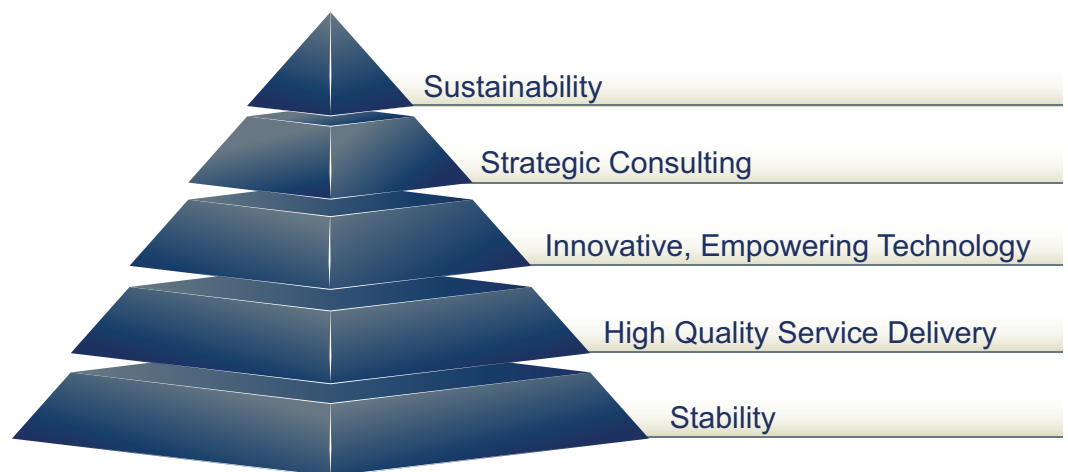 Sustainability
Strategic Consulting
Innovative, Empowering Technology
High Quality Service Delivery
Stability